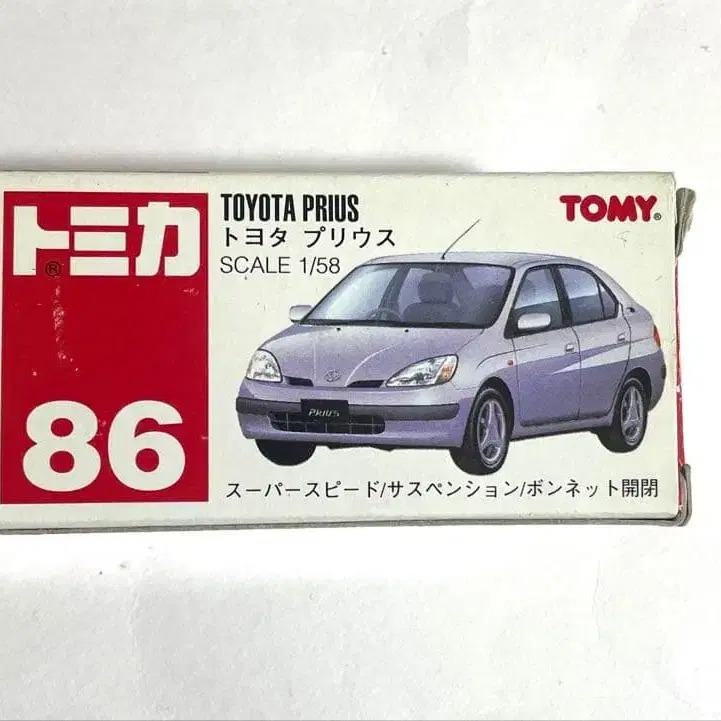 トミカ®
86
TOYOTA PRIUS
トヨタ プリウス
SCALE 1/58
TOMY®
PRIUS
スーパースピード/サスペンション/ボンネット開閉